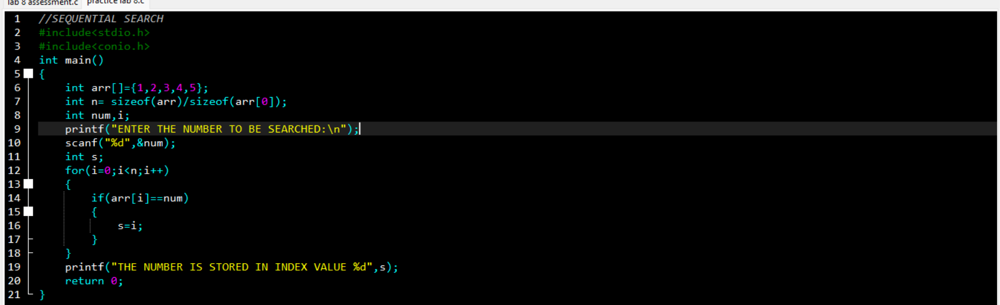 lab 8 assessment.c practice lab 8.c
1 //SEQUENTIAL SEARCH
2 #include<stdio.h>
3 #include<conio.h>
4 int main()
5 {
6 int arr[]={1,2,3,4,5};
7 int n= sizeof(arr)/sizeof(arr[0]);
8 int num,i;
9 printf("ENTER THE NUMBER TO BE SEARCHED:\n");
10 scanf("%d",&num);
11 int s;
12 for(i=0;i<n;i++)
13 {
14 if(arr[i]==num)
15 {
16 s=i;
17 }
18 }
19 printf("THE NUMBER IS STORED IN INDEX VALUE %d",s);
20 return 0;
21 }